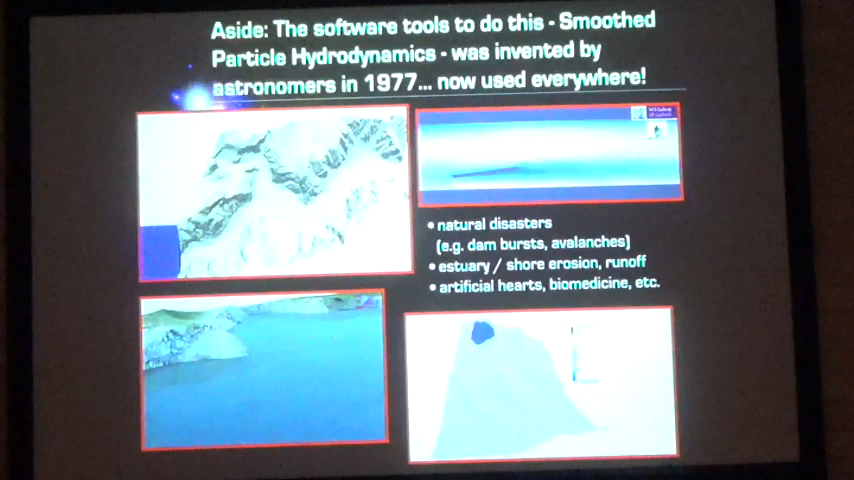 Aside: The software tools to do this - Smoothed
Particle Hydrodynamics - was invented by
astronomers in 1977... now used everywhere!
• natural disasters
(e.g. dam bursts, avalanches)
• estuary / shore erosion, runoff
• artificial hearts, biomedicine, etc.